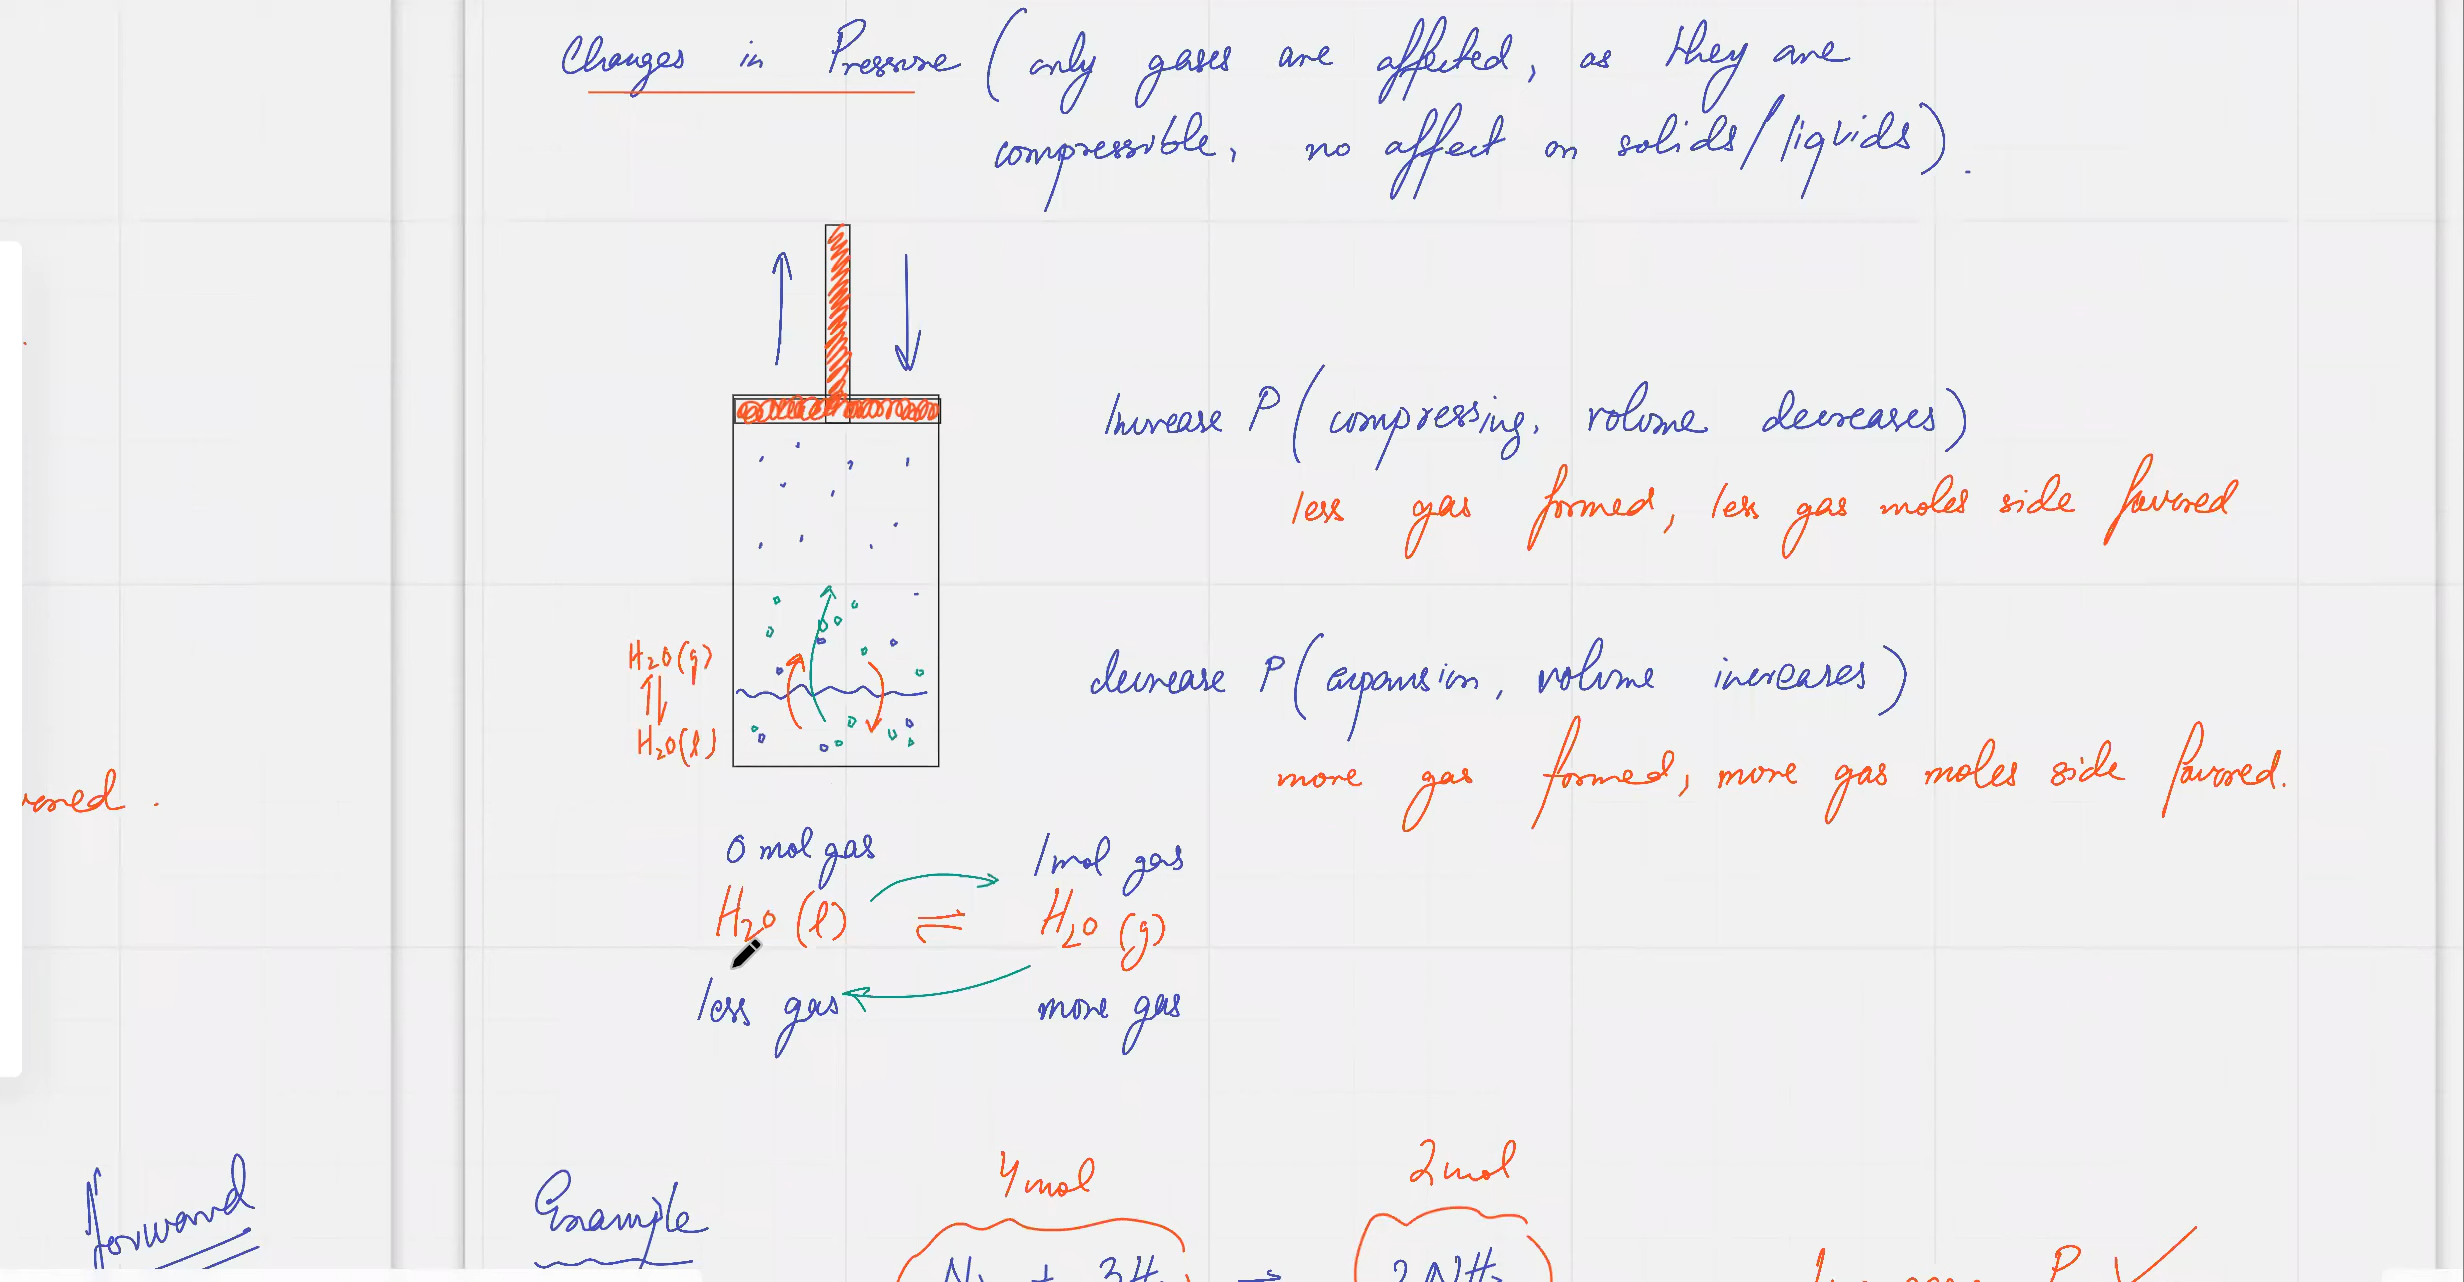 Changes in Pressure (only gases are affected, as they are
compressible, no affect on solids/liquids).
Increase P (compressing, volume decreases)
less gas formed, less gas moles side favored
H2O(g)
⇅
H2O(l)
decrease P (expansion, volume increases)
more gas formed, more gas moles side favored.
0 mol gas 1 mol gas
H2O (l) ⇌ H2O (g)
less gas more gas
forward
Example
4 mol 2 mol
P ✓